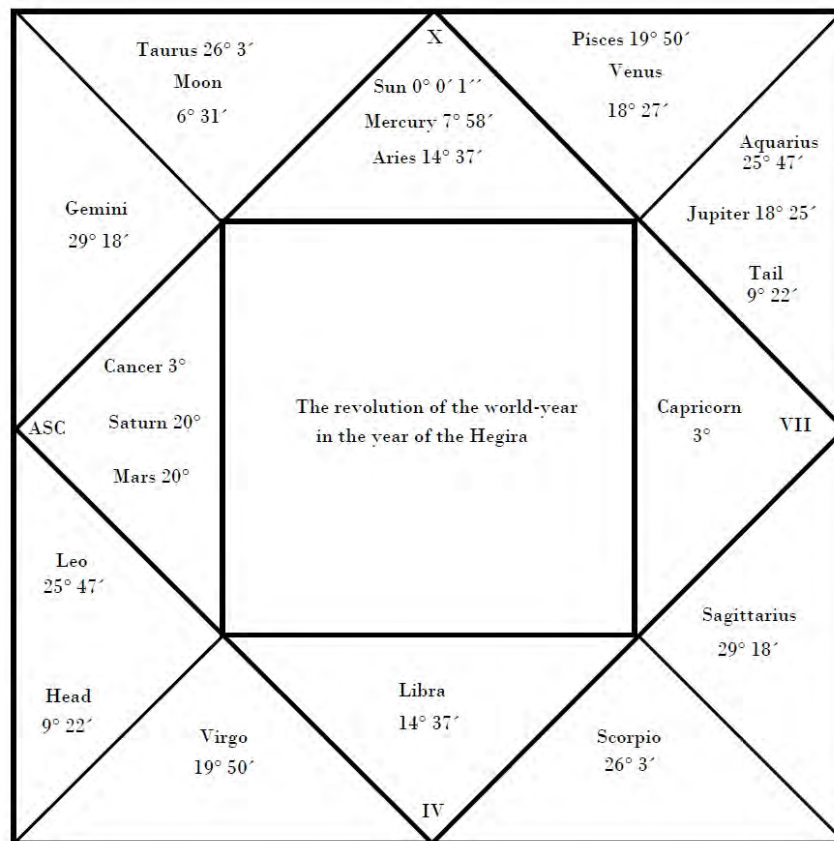 Taurus 26° 3´
Moon
6° 31´
X
Sun 0° 0´ 1´´
Mercury 7° 58´
Aries 14° 37´
Pisces 19° 50´
Venus
18° 27´
Aquarius
25° 47´
Jupiter 18° 25´
Tail
9° 22´
Gemini
29° 18´
Cancer 3°
Saturn 20°
Mars 20°
ASC
The revolution of the world-year
in the year of the Hegira
Capricorn
3°
VII
Leo
25° 47´
Head
9° 22´
Virgo
19° 50´
Libra
14° 37´
IV
Scorpio
26° 3´
Sagittarius
29° 18´